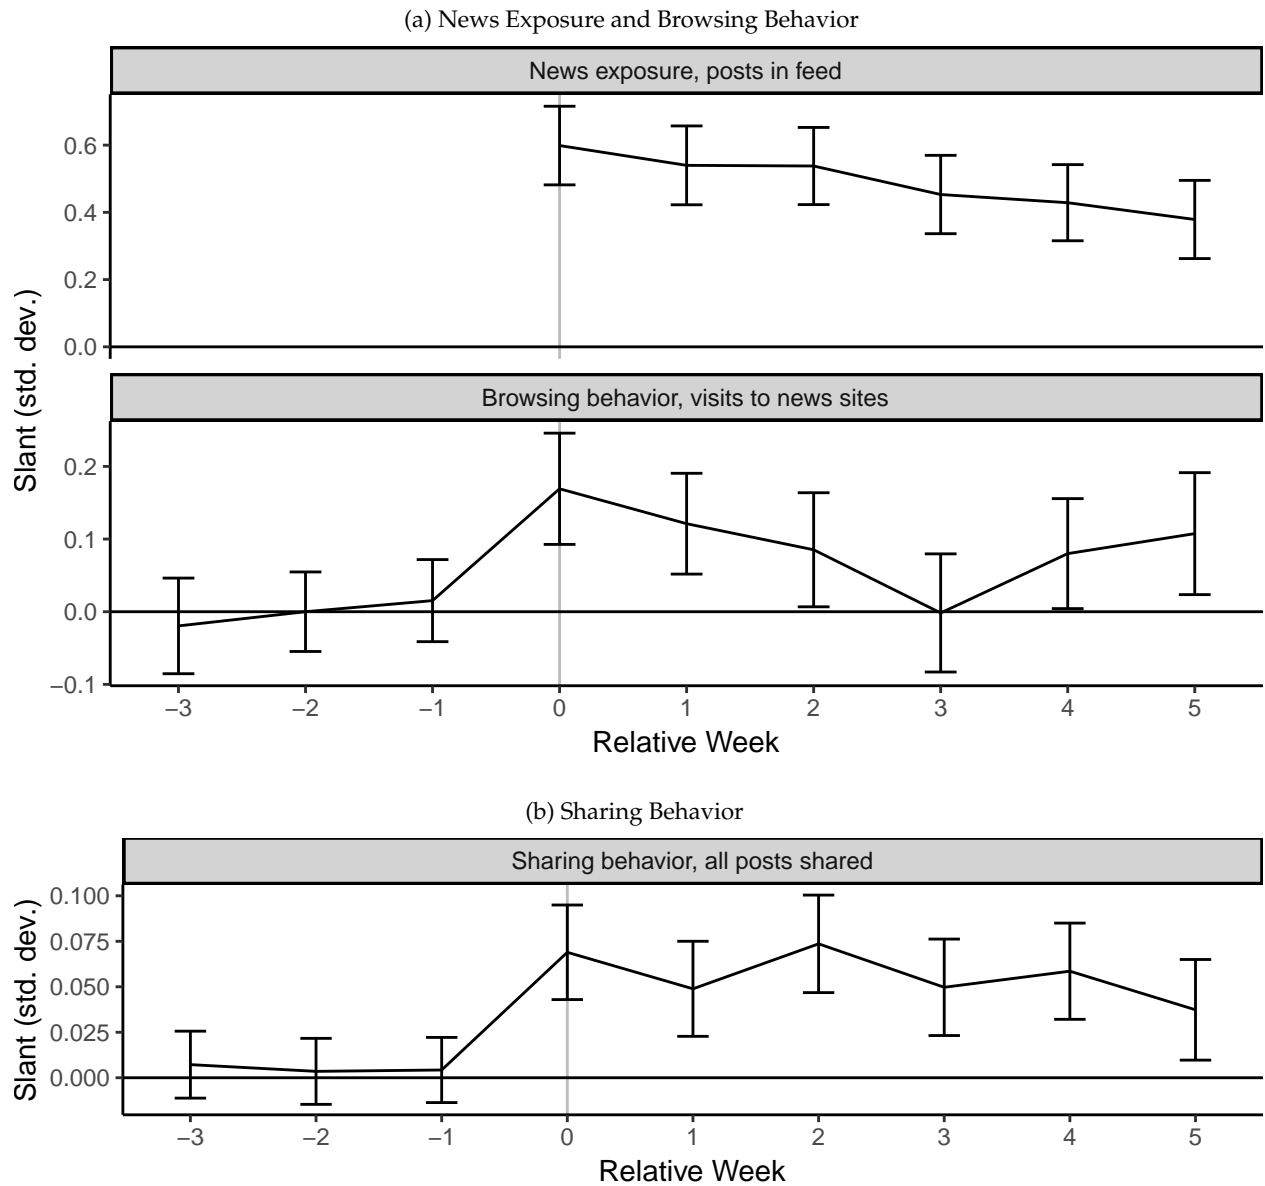 (a) News Exposure and Browsing Behavior
News exposure, posts in feed
0.6
0.4
0.2
0.0
Slant (std. dev.)
Browsing behavior, visits to news sites
0.2
0.1
0.0
−0.1
−3 −2 −1 0 1 2 3 4 5
Relative Week
(b) Sharing Behavior
Sharing behavior, all posts shared
0.100
0.075
0.050
0.025
0.000
Slant (std. dev.)
−3 −2 −1 0 1 2 3 4 5
Relative Week